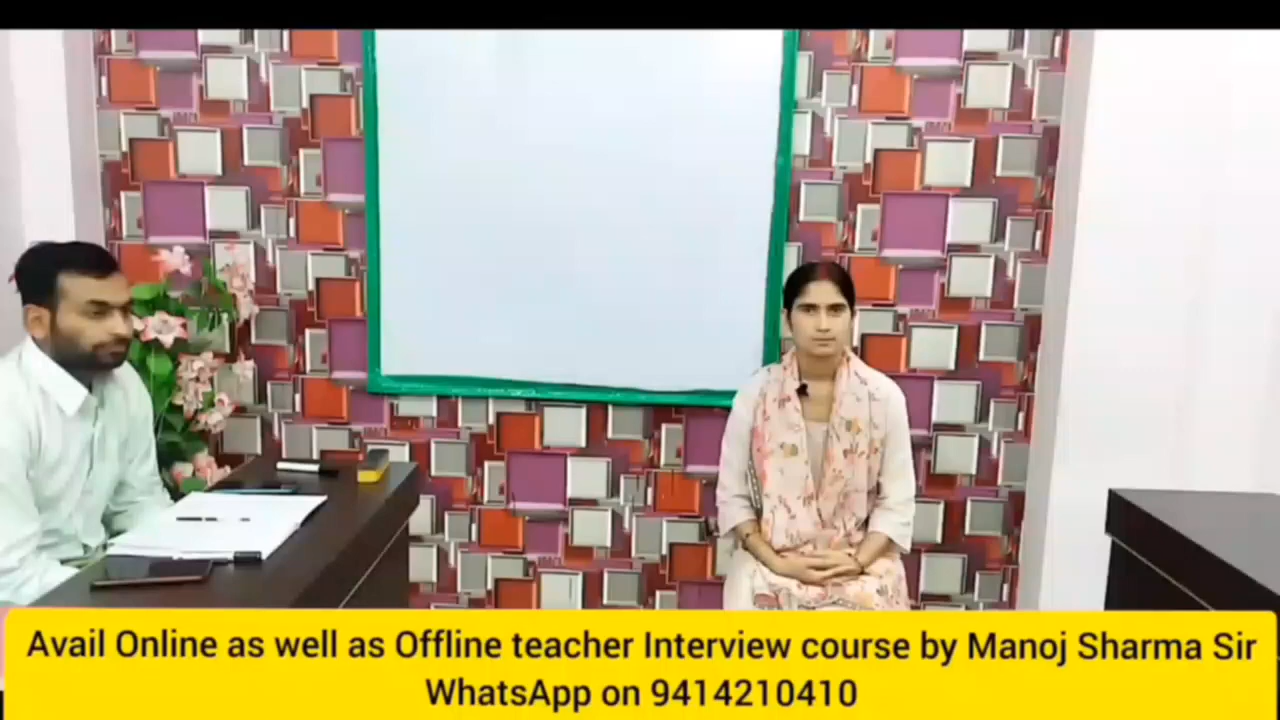 Avail Online as well as Offline teacher Interview course by Manoj Sharma Sir
WhatsApp on 9414210410